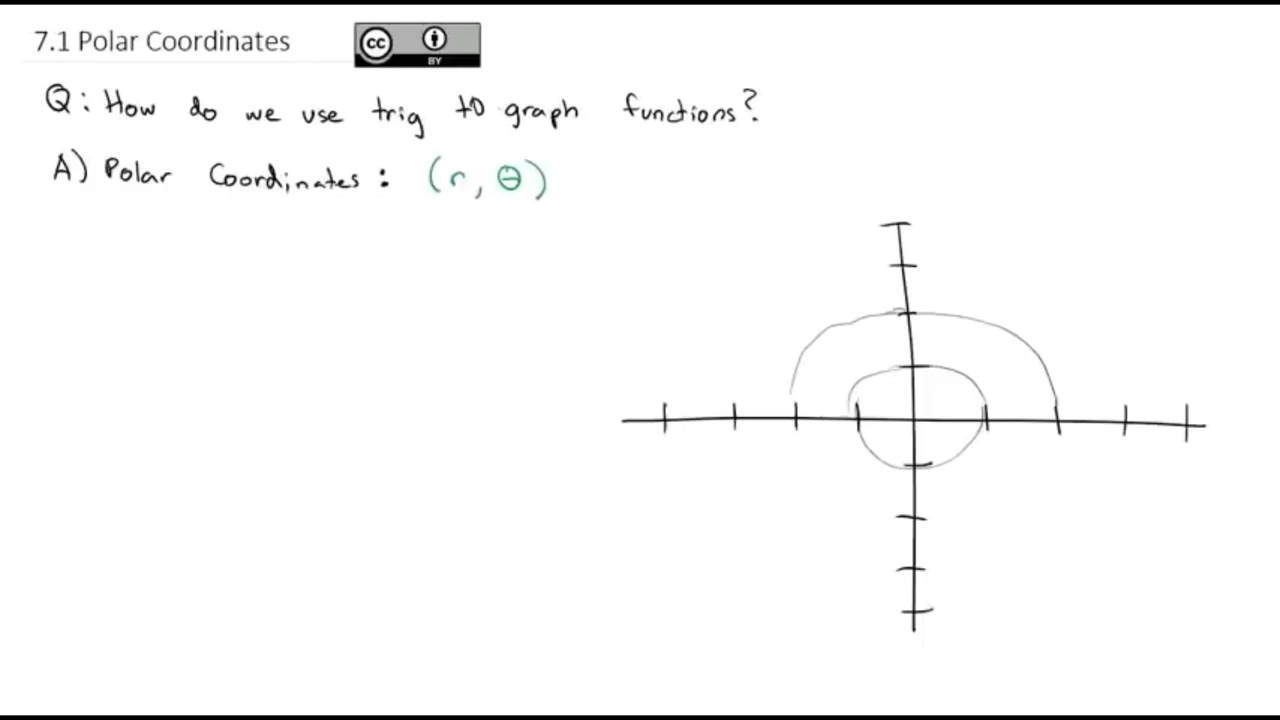 7.1 Polar Coordinates
cc BY
Q: How do we use trig to graph functions?
A) Polar Coordinates: (r, θ)